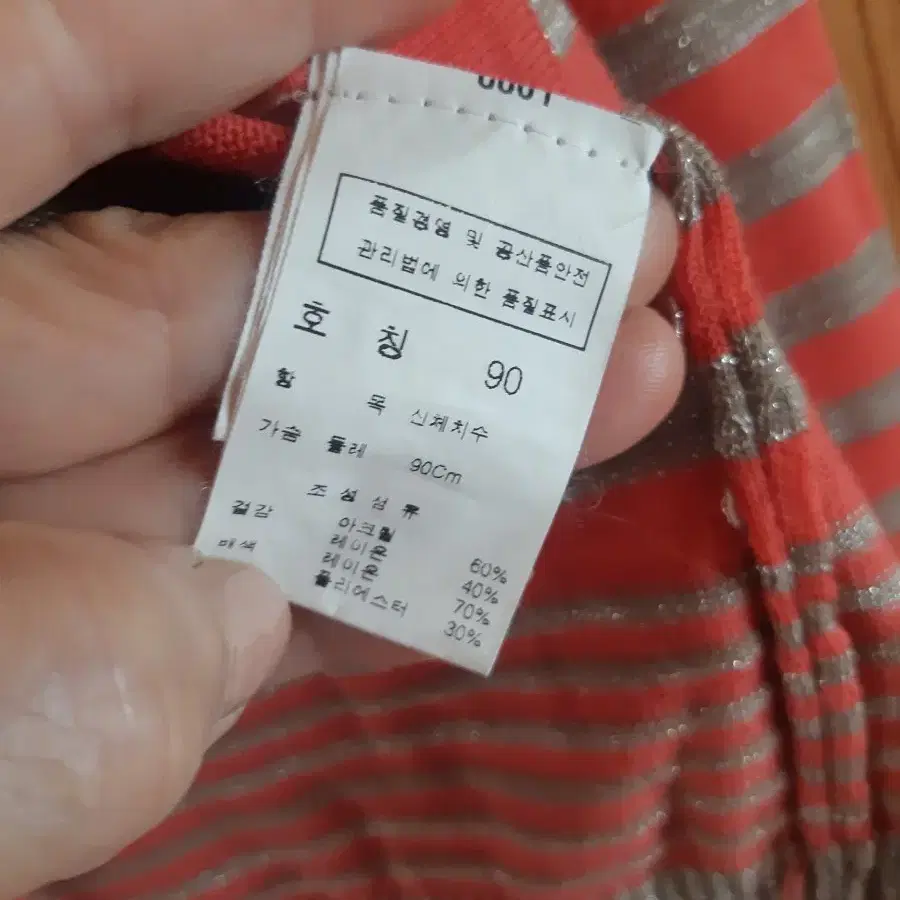 품질경영 및 공산품안전
관리법에 의한 품질표시
호 칭 90
항 목 신체치수
가슴 둘레 90Cm
조성섬유
겉감 아크릴 60%
레이온 40%
배색 레이온 70%
폴리에스터 30%